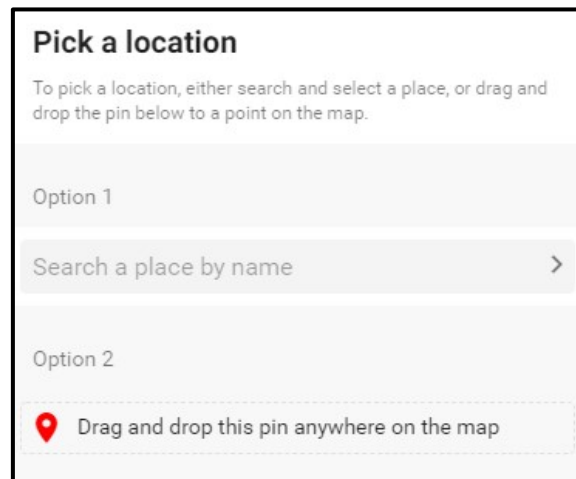 Pick a location
To pick a location, either search and select a place, or drag and
drop the pin below to a point on the map.
Option 1
Search a place by name
Option 2
Drag and drop this pin anywhere on the map